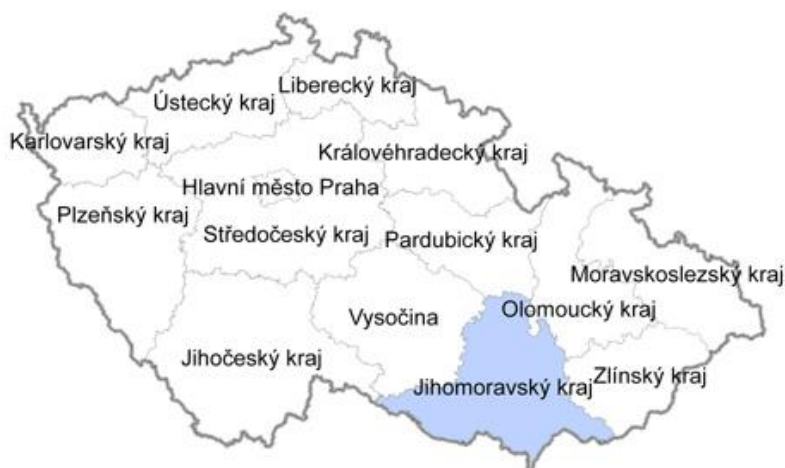 Liberecký kraj
Ústecký kraj
Karlovarský kraj
Královéhradecký kraj
Hlavní město Praha
Plzeňský kraj
Středočeský kraj
Pardubický kraj
Moravskoslezský kraj
Olomoucký kraj
Vysočina
Jihočeský kraj
Zlínský kraj
Jihomoravský kraj